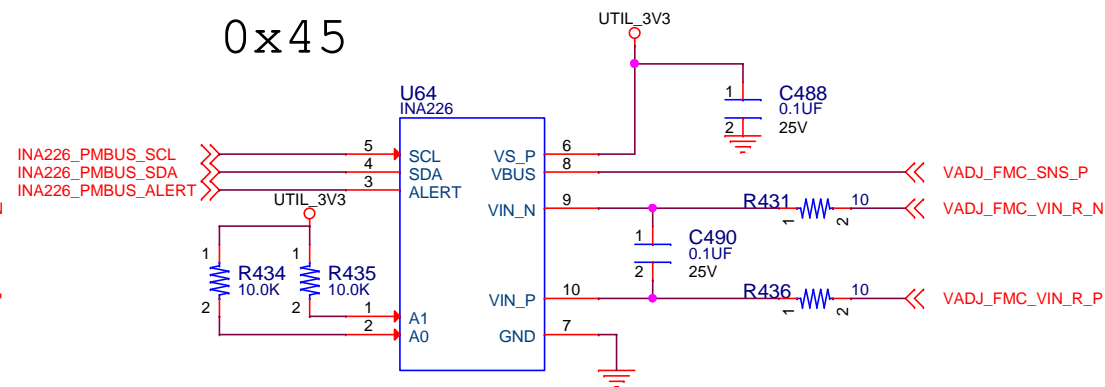 0x45
UTIL_3V3
U64
INA226
1
C488
0.1UF
2
25V
INA226_PMBUS_SCL
5
SCL
VS_P
6
INA226_PMBUS_SDA
4
SDA
VBUS
8
VADJ_FMC_SNS_P
INA226_PMBUS_ALERT
3
ALERT
UTIL_3V3
VIN_N
9
R431
1
2
10
VADJ_FMC_VIN_R_N
1
C490
0.1UF
2
25V
1
R434
10.0K
2
1
R435
10.0K
2
VIN_P
10
R436
1
2
10
VADJ_FMC_VIN_R_P
1
A1
2
A0
GND
7